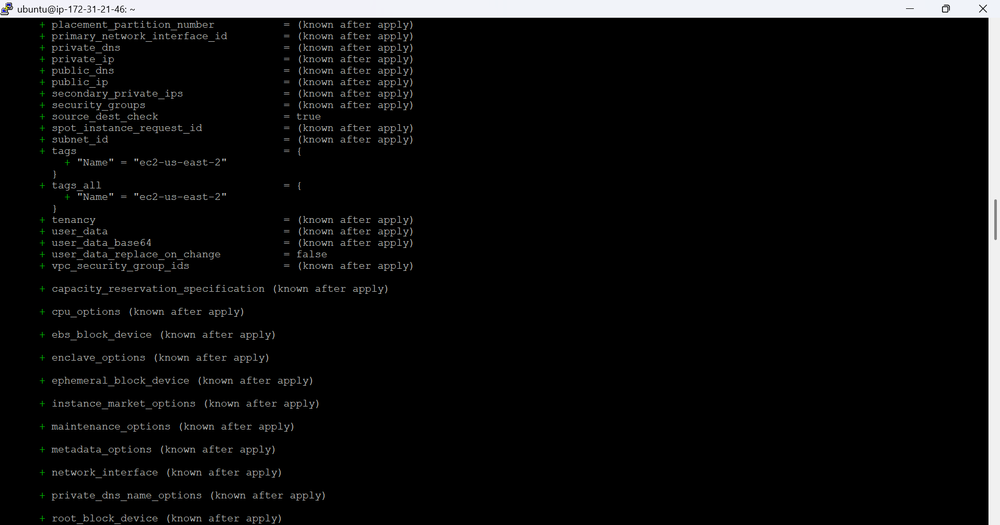 ubuntu@ip-172-31-21-46: ~
+ placement_partition_number = (known after apply)
+ primary_network_interface_id = (known after apply)
+ private_dns = (known after apply)
+ private_ip = (known after apply)
+ public_dns = (known after apply)
+ public_ip = (known after apply)
+ secondary_private_ips = (known after apply)
+ security_groups = (known after apply)
+ source_dest_check = true
+ spot_instance_request_id = (known after apply)
+ subnet_id = (known after apply)
+ tags = {
+ "Name" = "ec2-us-east-2"
}
+ tags_all = {
+ "Name" = "ec2-us-east-2"
}
+ tenancy = (known after apply)
+ user_data = (known after apply)
+ user_data_base64 = (known after apply)
+ user_data_replace_on_change = false
+ vpc_security_group_ids = (known after apply)
+ capacity_reservation_specification (known after apply)
+ cpu_options (known after apply)
+ ebs_block_device (known after apply)
+ enclave_options (known after apply)
+ ephemeral_block_device (known after apply)
+ instance_market_options (known after apply)
+ maintenance_options (known after apply)
+ metadata_options (known after apply)
+ network_interface (known after apply)
+ private_dns_name_options (known after apply)
+ root_block_device (known after apply)